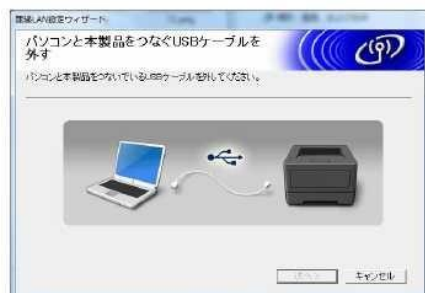 無線LAN設定ウィザード
パソコンと本製品をつなぐUSBケーブルを
外す
パソコンと本製品をつないでいるUSBケーブルを外してください。
次へ >
キャンセル